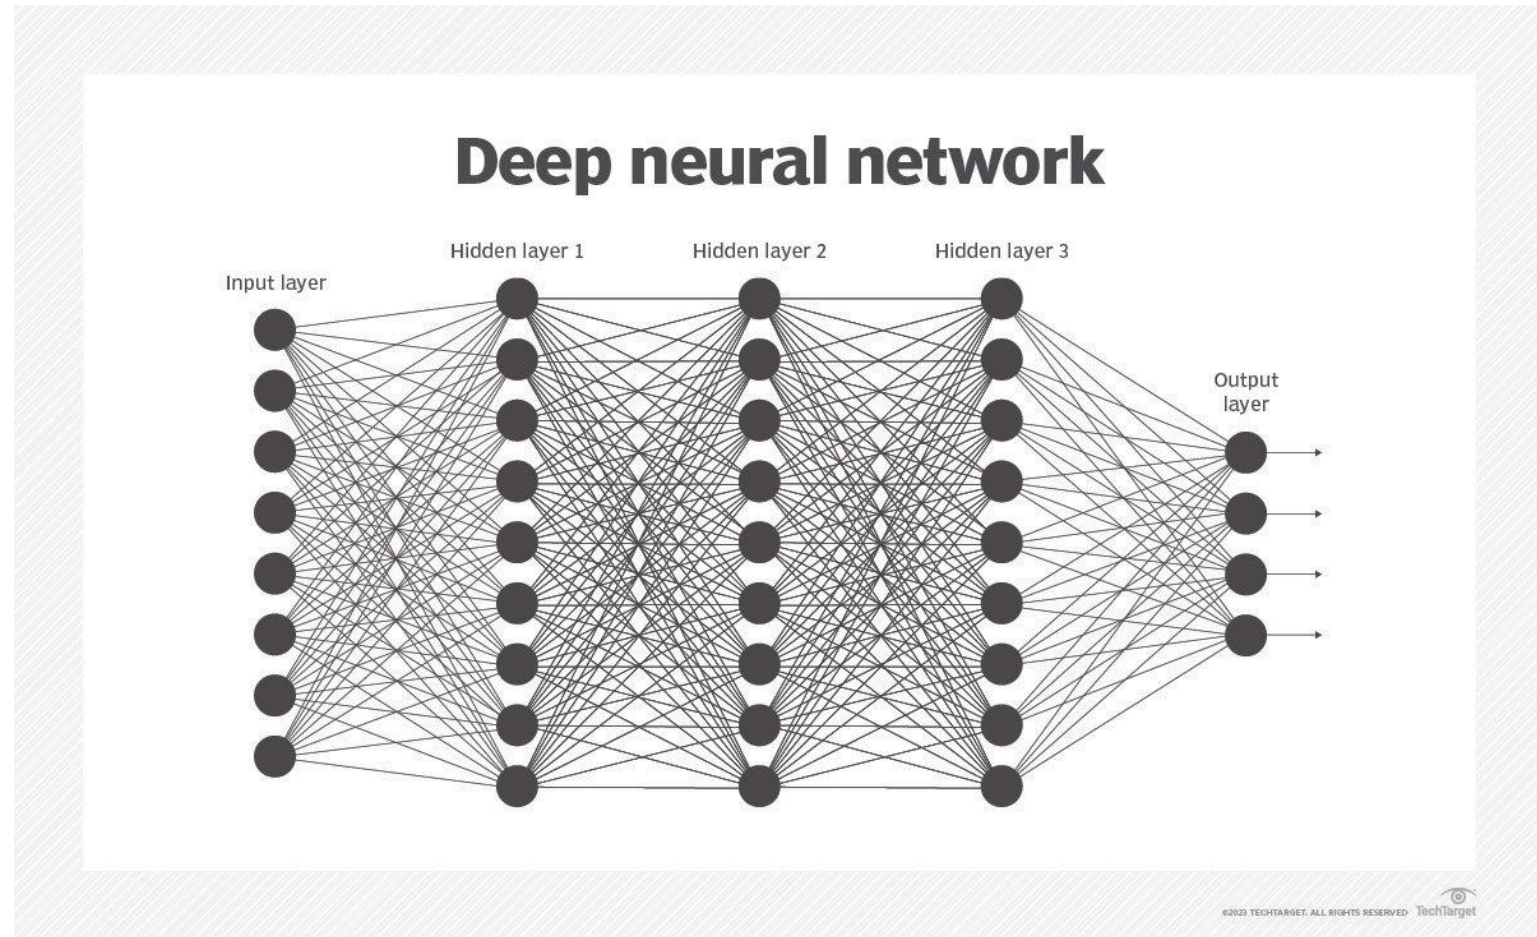 Deep neural network
Hidden layer 1
Hidden layer 2
Hidden layer 3
Input layer
Output
layer
©2023 TECHTARGET. ALL RIGHTS RESERVED
TechTarget